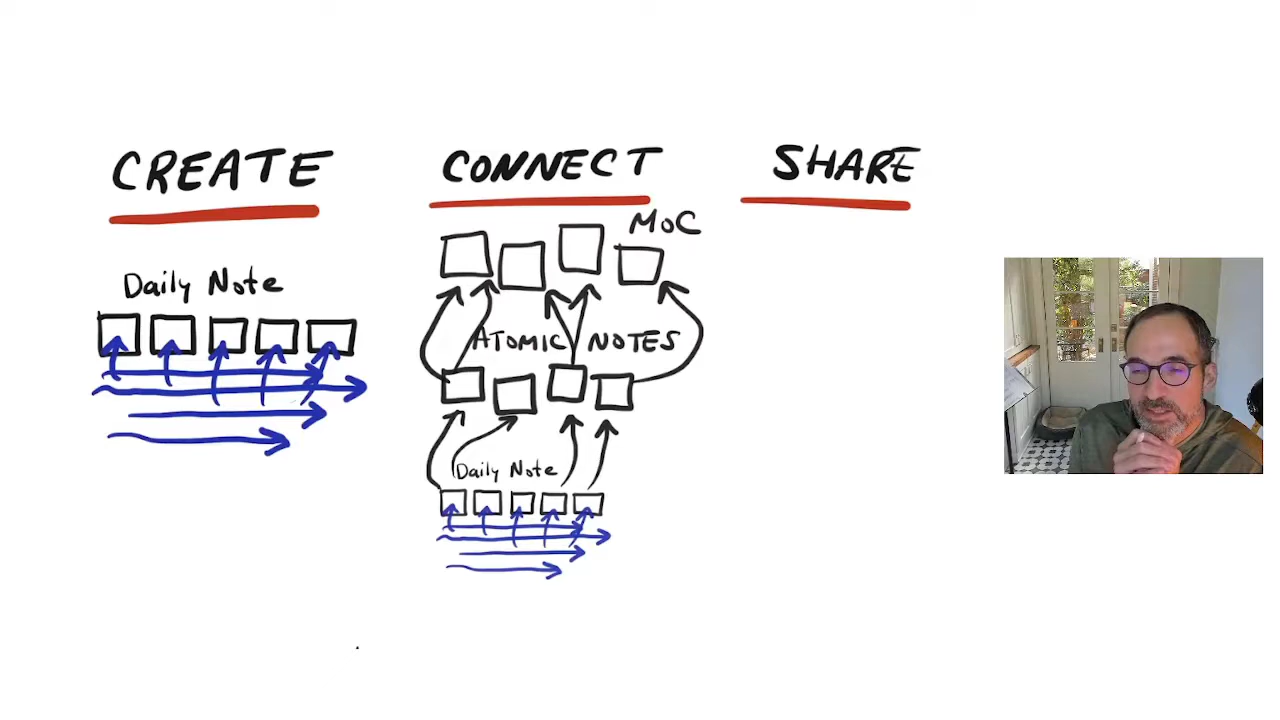 CREATE
Daily Note
CONNECT
MoC
ATOMIC NOTES
Daily Note
SHARE